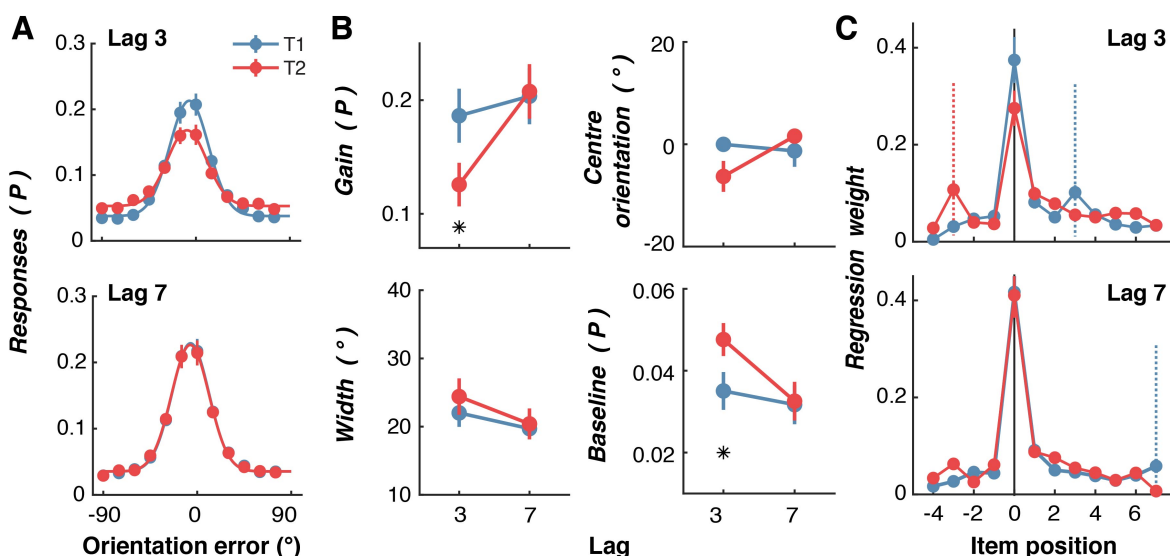 A
B
C
Lag 3
T1
T2
Responses (P)
0.3
0.2
0.1
0
Lag 7
0.3
0.2
0.1
0
-90
0
90
Orientation error (°)
Gain (P)
0.2
0.1
*
Centre
orientation (°)
20
0
-20
Width (°)
40
30
20
10
3
7
Baseline (P)
0.06
0.04
0.02
*
3
7
Lag
Regression weight
Lag 3
0.4
0.2
0
Lag 7
0.4
0.2
0
-4
-2
0
2
4
6
Item position